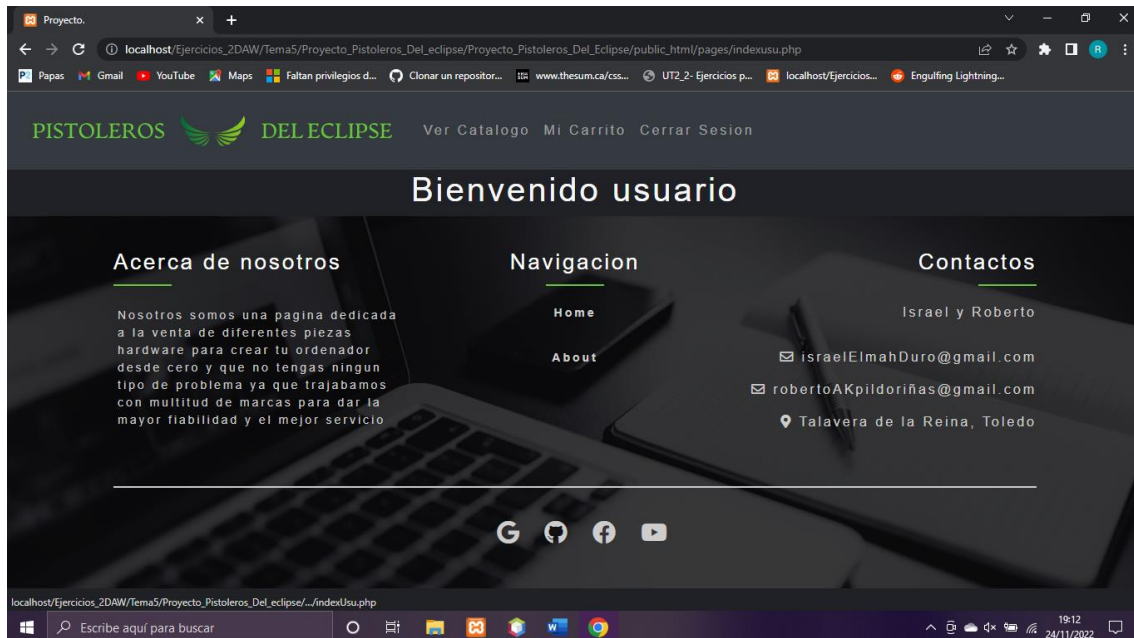 Proyecto.
localhost/Ejercicios_2DAW/Tema5/Proyecto_Pistoleros_Del_eclipse/Proyecto_Pistoleros_Del_Eclipse/public_html/pages/indexusu.php
R
Papas Gmail YouTube Maps Faltan privilegios d... Clonar un repositor... www.thesum.ca/css... UT2_2- Ejercicios p... localhost/Ejercicios... Engulfing Lightning...
PISTOLEROS DEL ECLIPSE Ver Catalogo Mi Carrito Cerrar Sesion
Bienvenido usuario
Acerca de nosotros
Nosotros somos una pagina dedicada
a la venta de diferentes piezas
hardware para crear tu ordenador
desde cero y que no tengas ningun
tipo de problema ya que trajabamos
con multitud de marcas para dar la
mayor fiabilidad y el mejor servicio
Navigacion
Home
About
Contactos
Israel y Roberto
israelElmahDuro@gmail.com
robertoAKpildoriñas@gmail.com
Talavera de la Reina, Toledo
localhost/Ejercicios_2DAW/Tema5/Proyecto_Pistoleros_Del_eclipse/.../indexUsu.php
Escribe aquí para buscar
19:12
24/11/2022